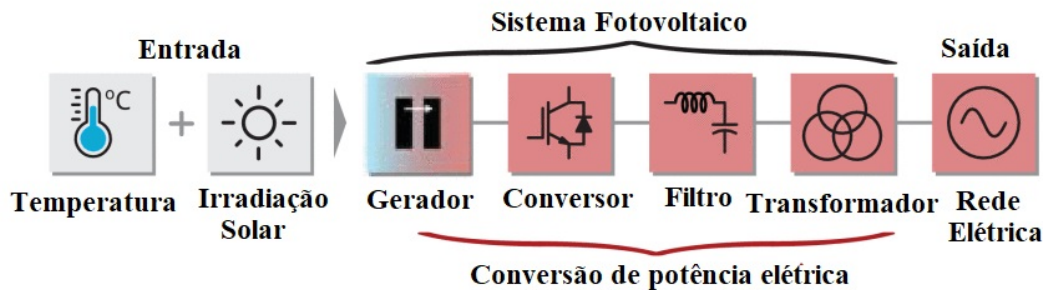 Sistema Fotovoltaico
Entrada
Saída
°C
+
Temperatura
Irradiação
Solar
Gerador
Conversor
Filtro
Transformador
Rede
Elétrica
Conversão de potência elétrica